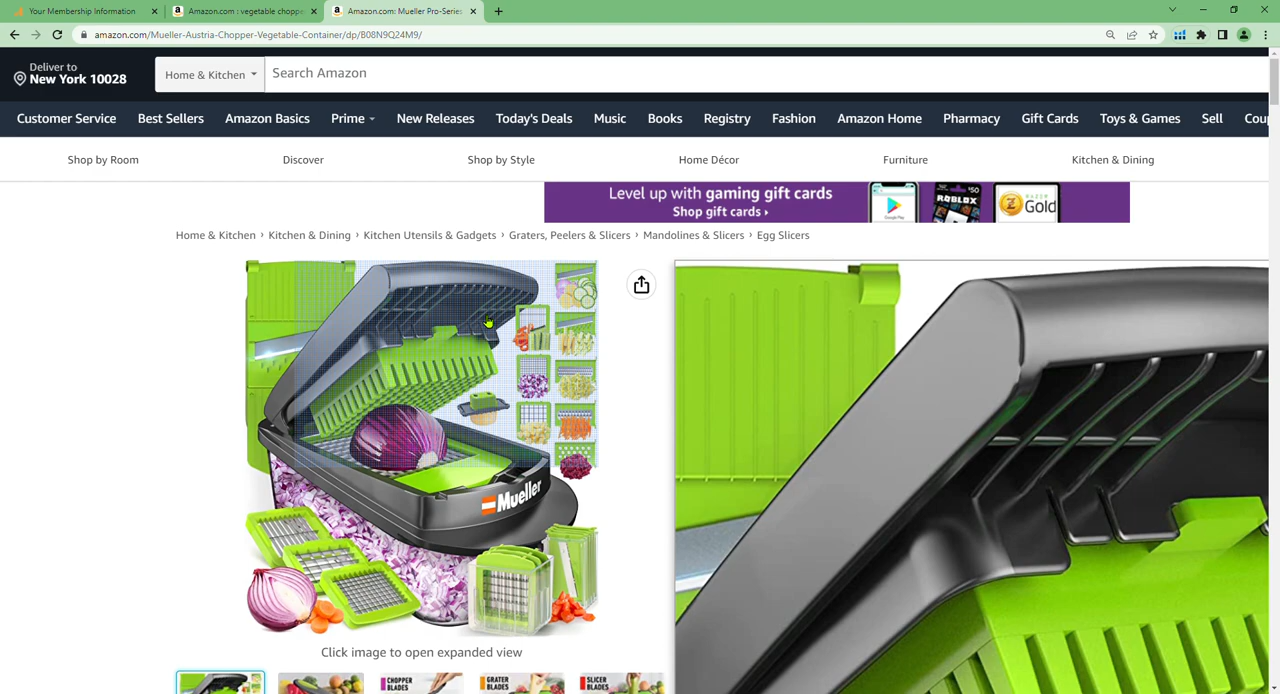 Your Membership Information
Amazon.com : vegetable chopper
Amazon.com: Mueller Pro-Series
amazon.com/Mueller-Austria-Chopper-Vegetable-Container/dp/B08N9Q24M9/
Deliver to
New York 10028
Home & Kitchen
Search Amazon
Customer Service Best Sellers Amazon Basics Prime New Releases Today's Deals Music Books Registry Fashion Amazon Home Pharmacy Gift Cards Toys & Games Sell Coup
Shop by Room Discover Shop by Style Home Décor Furniture Kitchen & Dining
Level up with gaming gift cards
Shop gift cards ›
$50
ROBLOX
Gold
Home & Kitchen › Kitchen & Dining › Kitchen Utensils & Gadgets › Graters, Peelers & Slicers › Mandolines & Slicers › Egg Slicers
Mueller
Click image to open expanded view
CHOPPER
BLADES
GRATER
BLADES
SLICER
BLADES